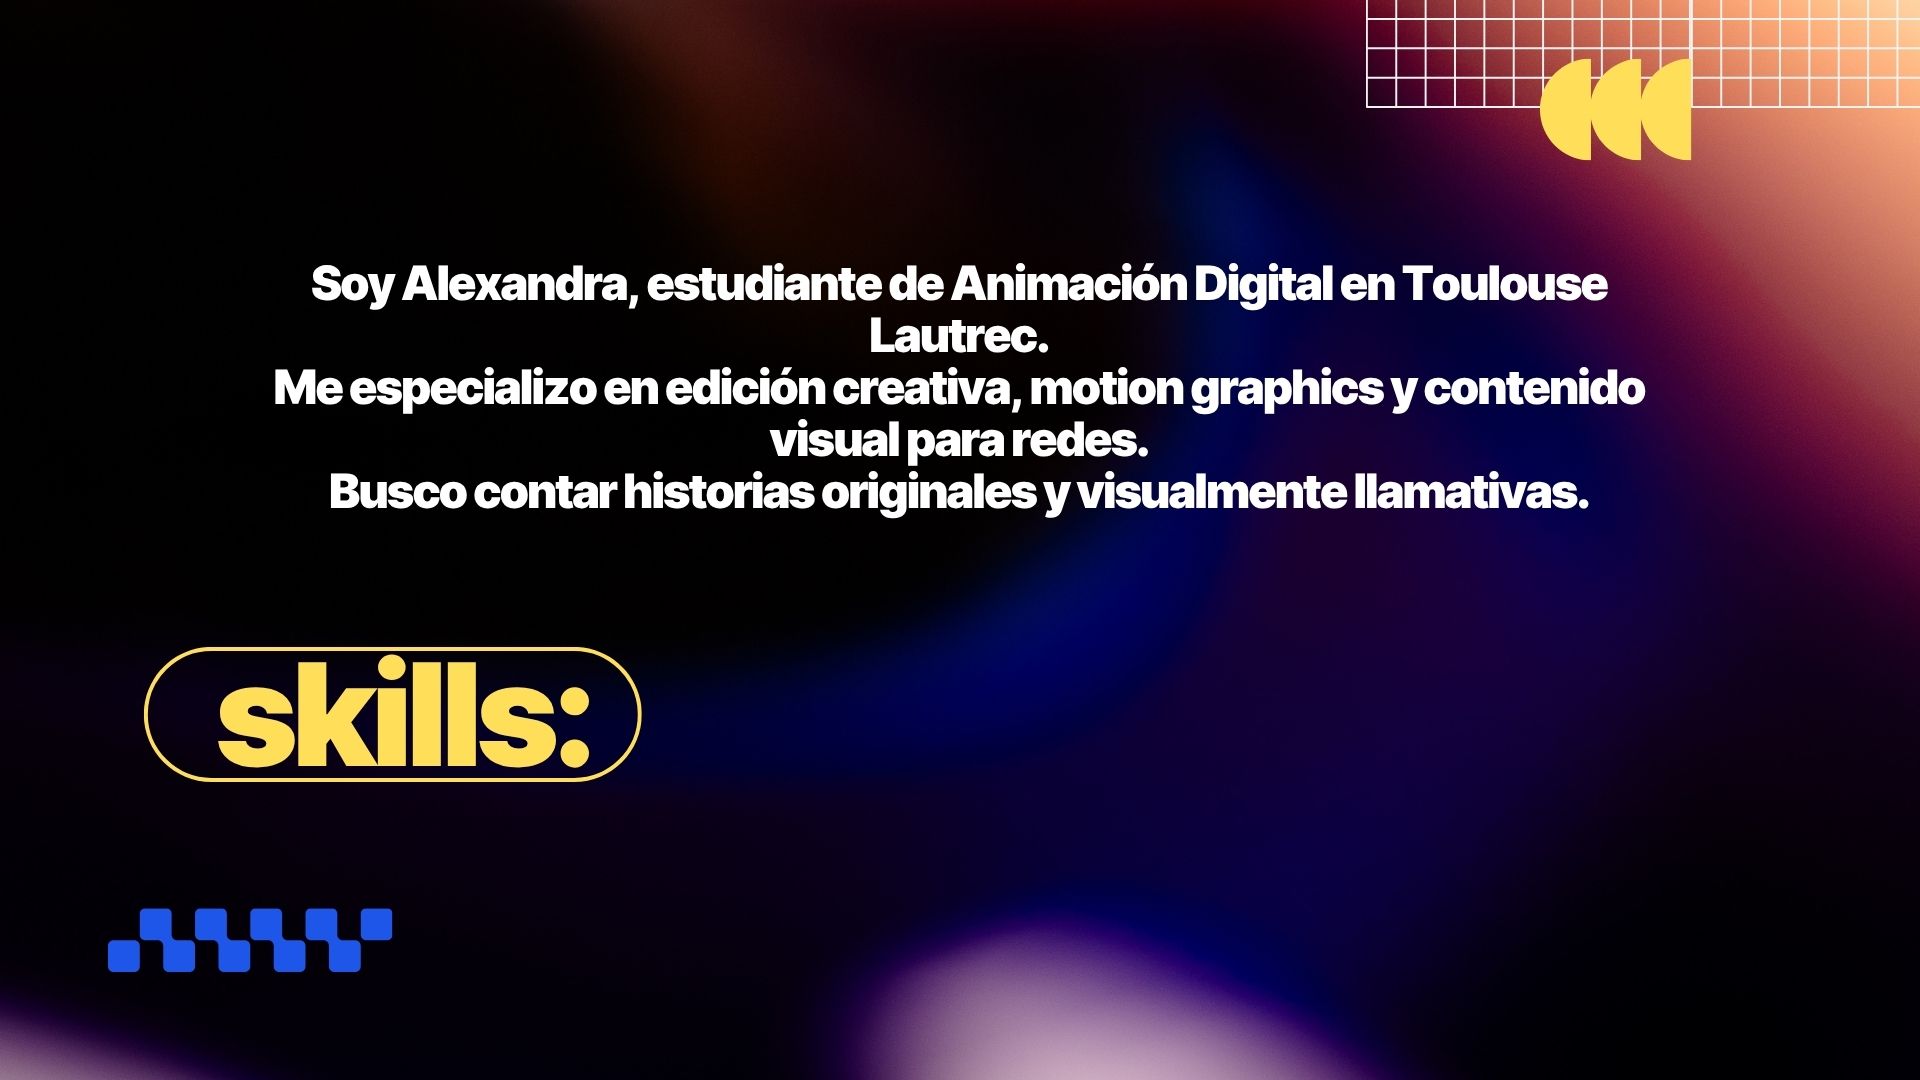 Soy Alexandra, estudiante de Animación Digital en Toulouse
Lautrec.
Me especializo en edición creativa, motion graphics y contenido
visual para redes.
Busco contar historias originales y visualmente llamativas.
skills: